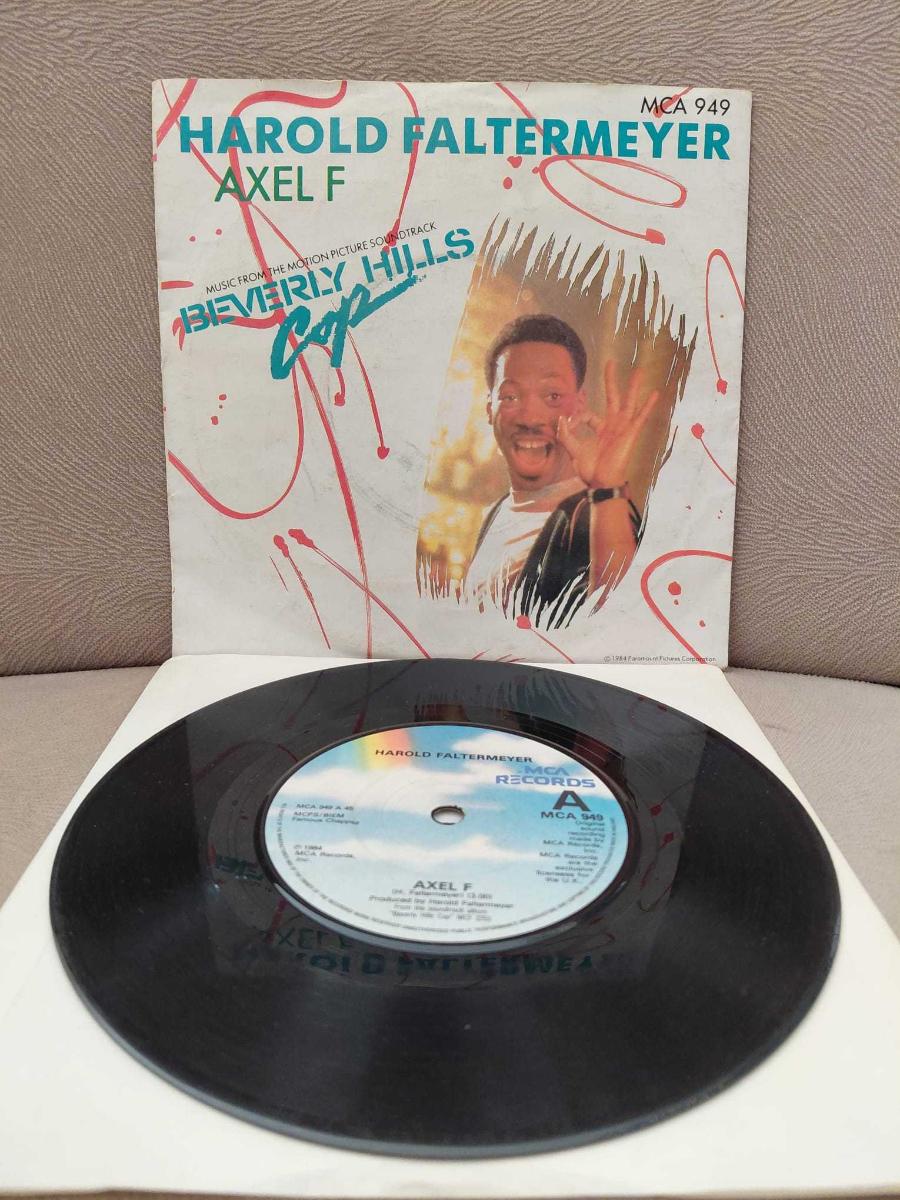 MCA 949
HAROLD FALTERMEYER
AXEL F
MUSIC FROM THE MOTION PICTURE SOUNDTRACK
BEVERLY HILLS
Cop
© 1984 Paramount Pictures Corporation
HAROLD FALTERMEYER
MCA
RECORDS
A
MCA 949
MCA 949 A 45
MCPS/BIEM
Famous Chappell
℗ 1984
MCA Records,
Inc.
Original
sound
recording
made by
MCA Records,
Inc.
MCA Records
are the
exclusive
licensees for
the U.K.
AXEL F
(H. Faltermeyer) (3.00)
Produced by Harold Faltermeyer
From the soundtrack album
"Beverly Hills Cop"